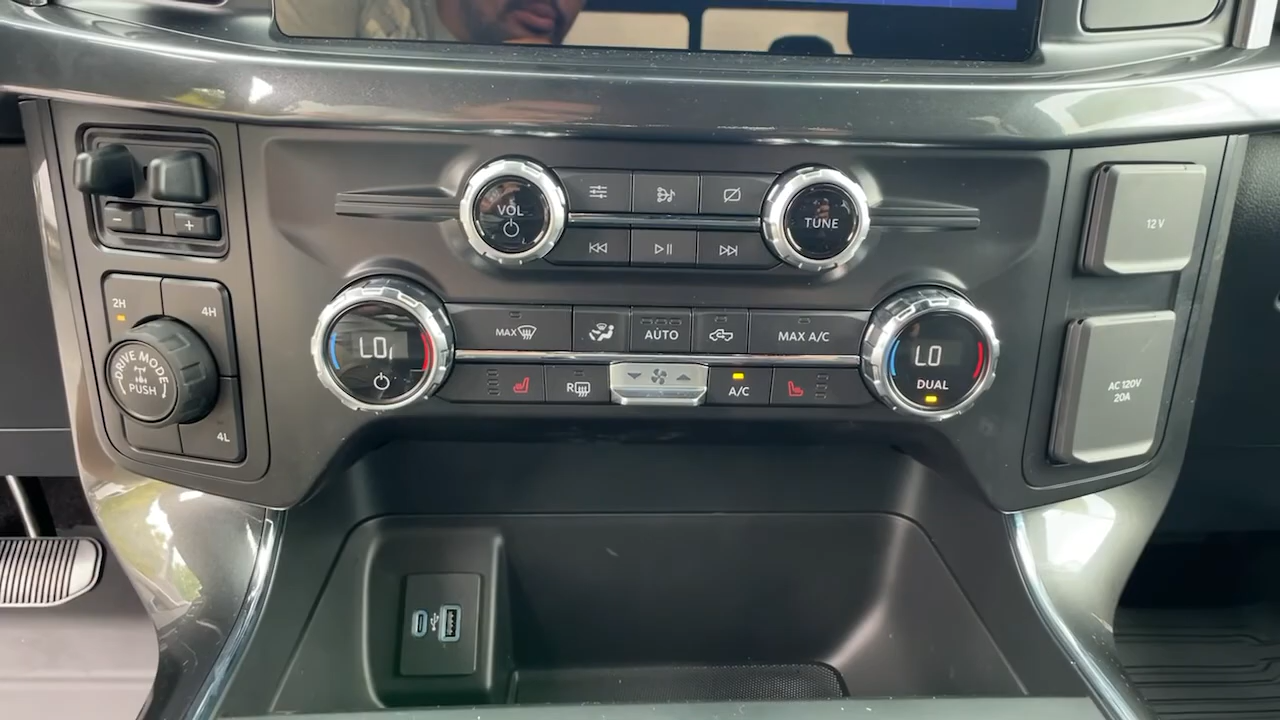 VOL
TUNE
12 V
- +
2H
4H
DRIVE MODE
PUSH
4L
LO
MAX
AUTO
MAX A/C
LO
DUAL
R
A/C
AC 120V
20A